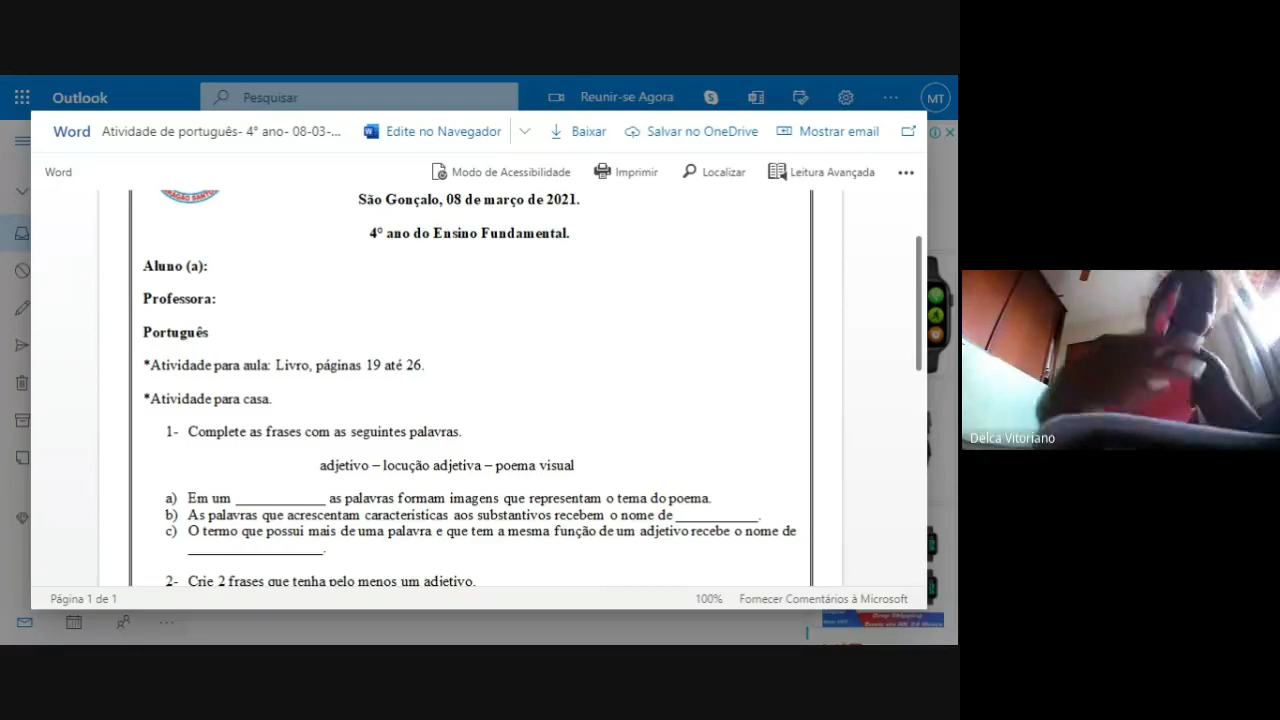 Outlook
Pesquisar
Reunir-se Agora
MT
Word
Atividade de português- 4° ano- 08-03-...
Edite no Navegador
Baixar
Salvar no OneDrive
Mostrar email
Word
Modo de Acessibilidade
Imprimir
Localizar
Leitura Avançada
São Gonçalo, 08 de março de 2021.
4° ano do Ensino Fundamental.
Aluno (a):
Professora:
Português
*Atividade para aula: Livro, páginas 19 até 26.
*Atividade para casa.
1- Complete as frases com as seguintes palavras.
adjetivo – locução adjetiva – poema visual
a) Em um ____________ as palavras formam imagens que representam o tema do poema.
b) As palavras que acrescentam características aos substantivos recebem o nome de ___________.
c) O termo que possui mais de uma palavra e que tem a mesma função de um adjetivo recebe o nome de
__________________.
2- Crie 2 frases que tenha pelo menos um adjetivo.
Página 1 de 1
100%
Fornecer Comentários à Microsoft
Delca Vitoriano